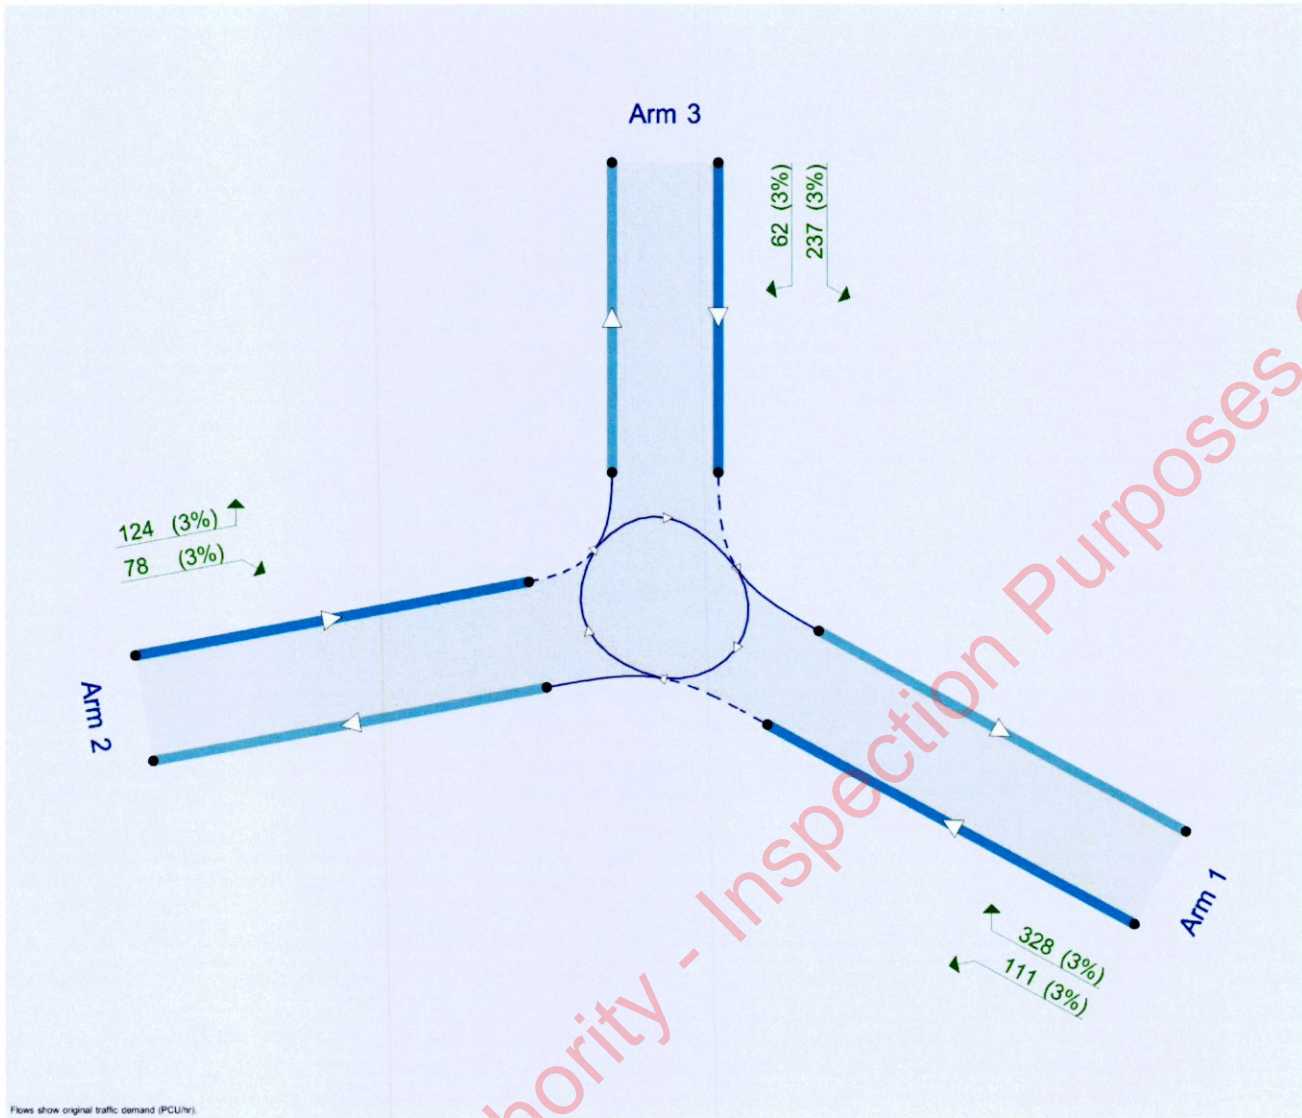 Arm 3
62 (3%)
237 (3%)
124 (3%)
78 (3%)
Arm 2
Arm 1
328 (3%)
111 (3%)
hority - Inspection Purposes
Flows show original traffic demand (PCU/hr).